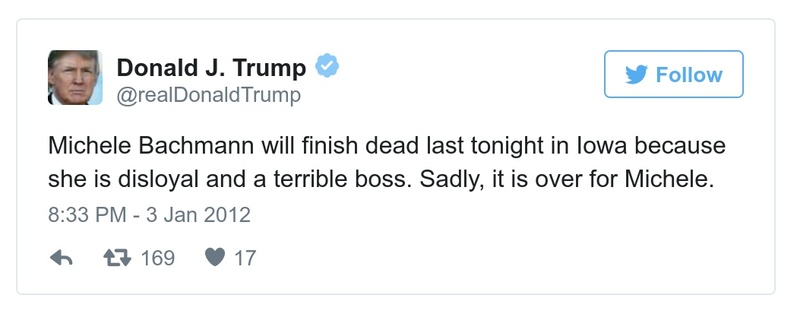 Donald J. Trump
@realDonaldTrump
Follow
Michele Bachmann will finish dead last tonight in Iowa because
she is disloyal and a terrible boss. Sadly, it is over for Michele.
8:33 PM - 3 Jan 2012
169 17